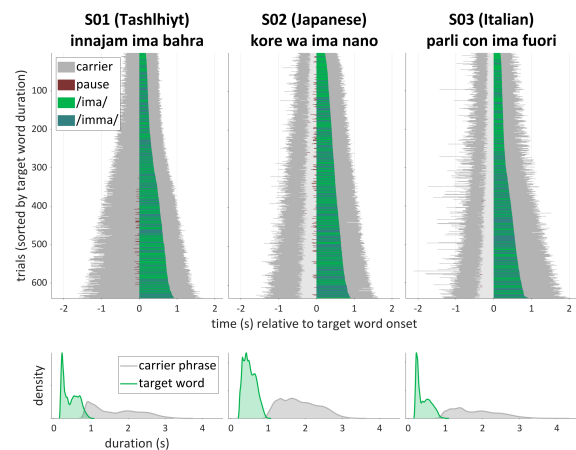 S01 (Tashlhiyt)
innajam ima bahra
S02 (Japanese)
kore wa ima nano
S03 (Italian)
parli con ima fuori
carrier
pause
/ima/
/imma/
trials (sorted by target word duration)
100
200
300
400
500
600
-2 -1 0 1 2
-2 -1 0 1 2
-2 -1 0 1 2
time (s) relative to target word onset
density
carrier phrase
target word
0 1 2 3 4
0 1 2 3 4
0 1 2 3 4
duration (s)